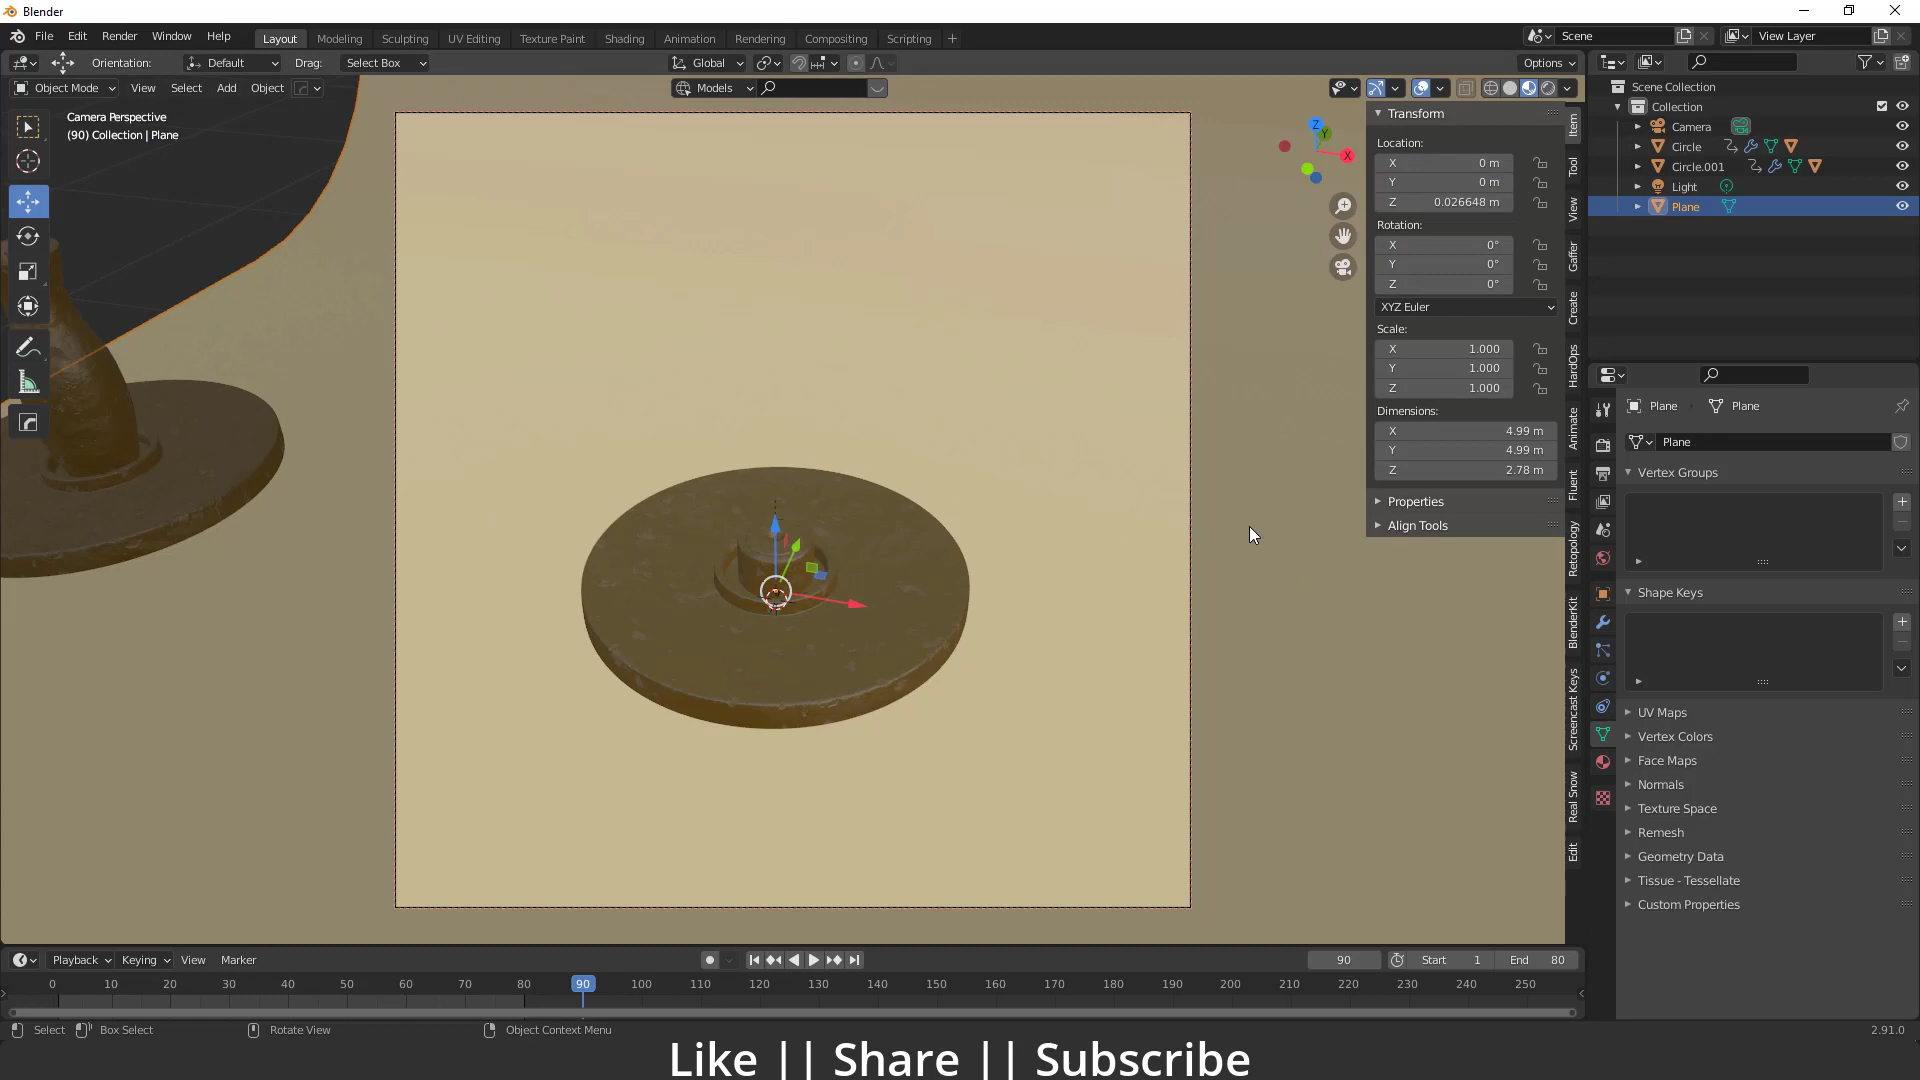 Blender
File Edit Render Window Help
Layout Modeling Sculpting UV Editing Texture Paint Shading Animation Rendering Compositing Scripting +
Scene
View Layer
Orientation: Default Drag: Select Box
Global
Options
Object Mode View Select Add Object
Models
Camera Perspective
(90) Collection | Plane
Z
Y
X
Transform
Location:
X 0 m
Y 0 m
Z 0.026648 m
Rotation:
X 0°
Y 0°
Z 0°
XYZ Euler
Scale:
X 1.000
Y 1.000
Z 1.000
Dimensions:
X 4.99 m
Y 4.99 m
Z 2.78 m
Properties
Align Tools
Item
Tool
View
Gaffer
Create
HardOps
Animate
Fluent
Retopology
BlenderKit
Screencast Keys
Real Snow
Edit
Scene Collection
Collection
Camera
Circle
Circle.001
Light
Plane
Plane Plane
Plane
Vertex Groups
Shape Keys
UV Maps
Vertex Colors
Face Maps
Normals
Texture Space
Remesh
Geometry Data
Tissue - Tessellate
Custom Properties
Playback Keying View Marker
90 Start 1 End 80
0 10 20 30 40 50 60 70 80 90 100 110 120 130 140 150 160 170 180 190 200 210 220 230 240 250
Select Box Select Rotate View Object Context Menu
2.91.0
Like || Share || Subscribe